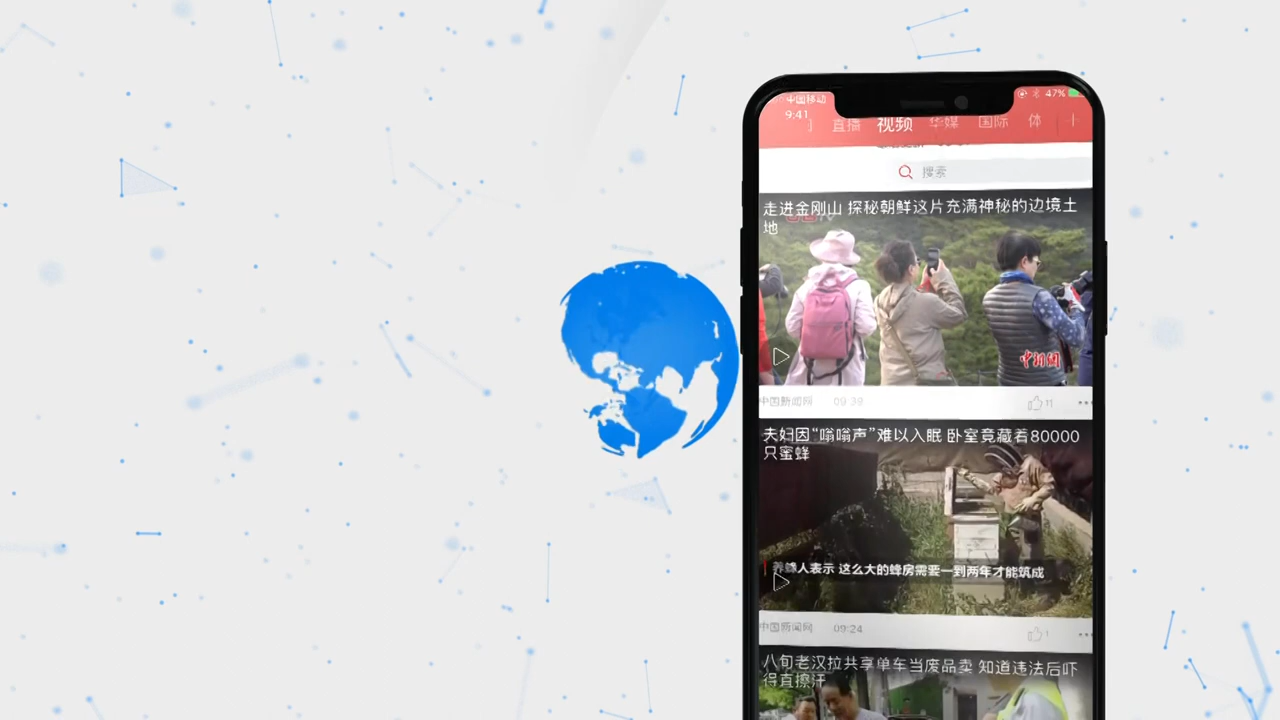 中国移动
47%
9:41
直播 视频 华媒 国际 体
搜索
走进金刚山 探秘朝鲜这片充满神秘的边境土
地
中新网
中国新闻网 09:39 11
夫妇因“嗡嗡声”难以入眠 卧室竟藏着80000
只蜜蜂
养蜂人表示 这么大的蜂房需要一到两年才能筑成
中国新闻网 09:24 1
八旬老汉拉共享单车当废品卖 知道违法后吓
得直擦汗